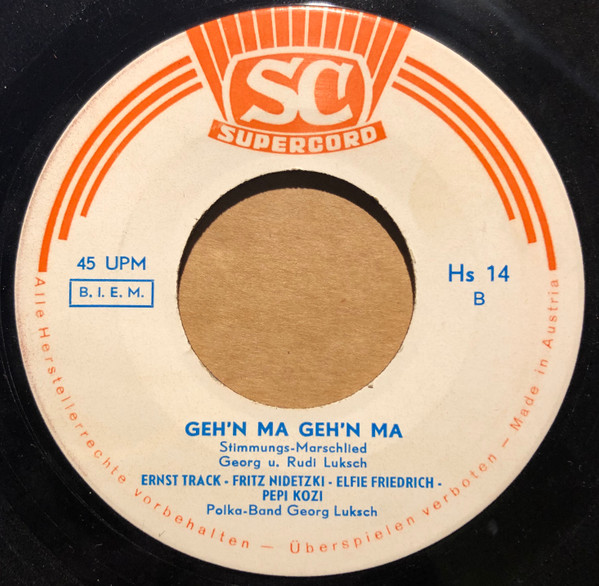 SC
SUPERCORD
45 UPM
B. I. E. M.
Hs 14
B
GEH'N MA GEH'N MA
Stimmungs-Marschlied
Georg u. Rudi Luksch
ERNST TRACK - FRITZ NIDETZKI - ELFIE FRIEDRICH -
PEPI KOZI
Polka-Band Georg Luksch
Alle Herstellerrechte vorbehalten — Überspielen verboten — Made in Austria